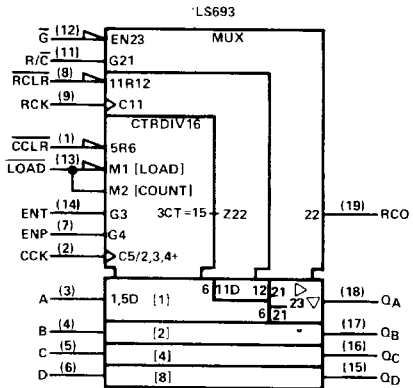 'LS693
G (12) EN23 MUX
R/C (11) G21
RCLR (8) 11R12
RCK (9) C11
CTRDIV16
CCLR (1) 5R6
LOAD (13) M1 [LOAD]
M2 [COUNT]
ENT (14) G3 3CT=15 Z22 22 (19) RCO
ENP (7) G4
CCK (2) C5/2,3,4+
A (3) 1,5D [1] 6 11D 12 21 ▷ 23 ▽ 6 21 (18) QA
B (4) [2] (17) QB
C (5) [4] (16) QC
D (6) [8] (15) QD